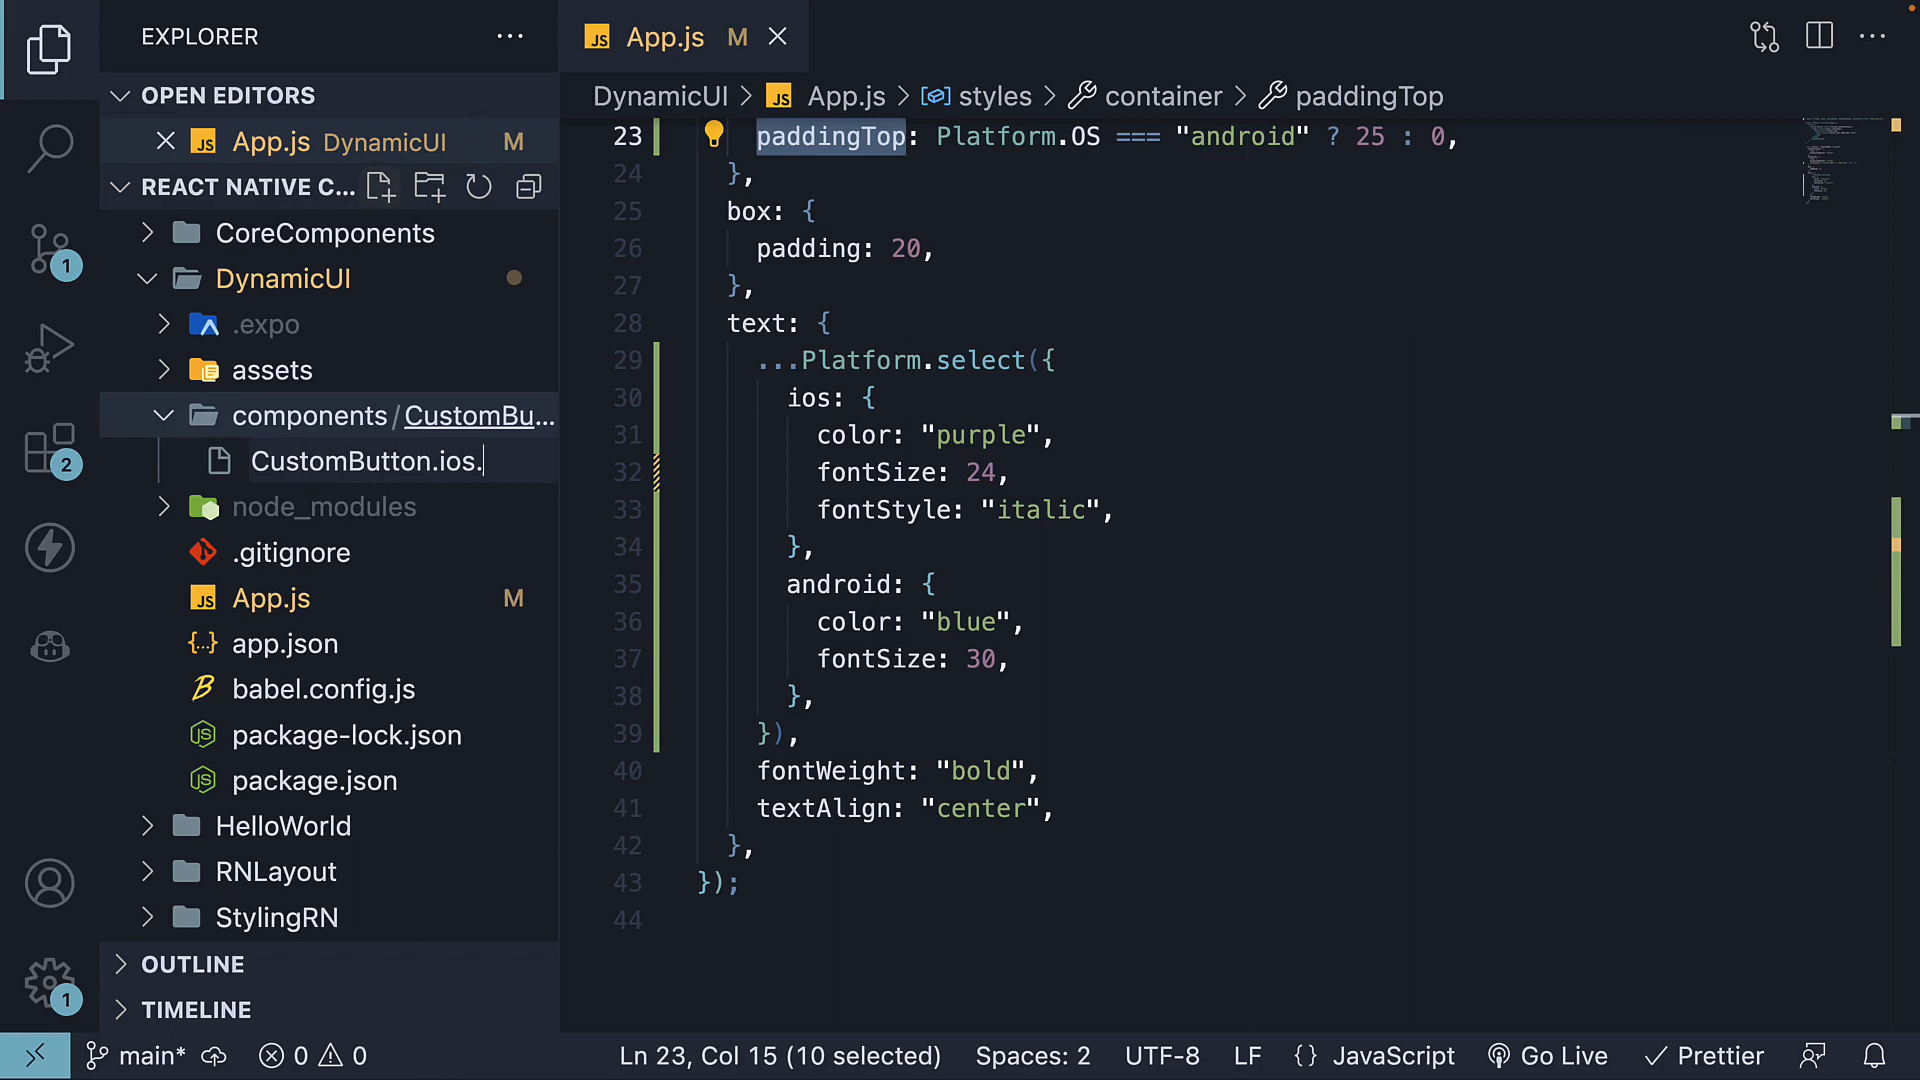 EXPLORER
App.js M
OPEN EDITORS
App.js DynamicUI M
REACT NATIVE C...
CoreComponents
DynamicUI
.expo
assets
components/CustomBu...
CustomButton.ios.
node_modules
.gitignore
App.js M
app.json
babel.config.js
package-lock.json
package.json
HelloWorld
RNLayout
StylingRN
OUTLINE
TIMELINE
1
2
1
DynamicUI > App.js > styles > container > paddingTop
23 paddingTop: Platform.OS === "android" ? 25 : 0,
24 },
25 box: {
26 padding: 20,
27 },
28 text: {
29 ...Platform.select({
30 ios: {
31 color: "purple",
32 fontSize: 24,
33 fontStyle: "italic",
34 },
35 android: {
36 color: "blue",
37 fontSize: 30,
38 },
39 }),
40 fontWeight: "bold",
41 textAlign: "center",
42 },
43 });
44
main* 0 0 Ln 23, Col 15 (10 selected) Spaces: 2 UTF-8 LF {} JavaScript Go Live Prettier